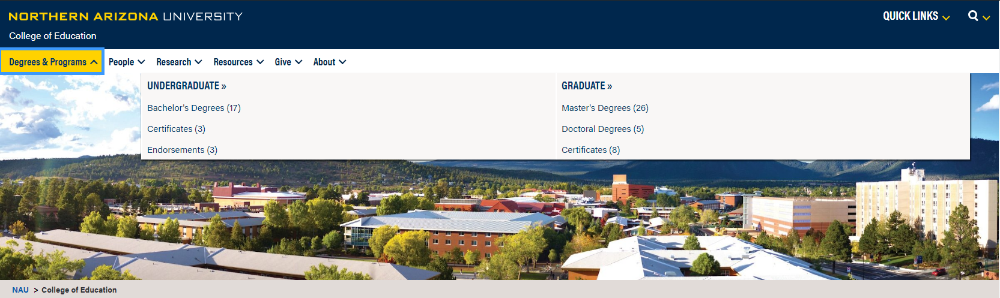 NORTHERN ARIZONA UNIVERSITY
QUICK LINKS
College of Education
Degrees & Programs People Research Resources Give About
UNDERGRADUATE »
Bachelor's Degrees (17)
Certificates (3)
Endorsements (3)
GRADUATE »
Master's Degrees (26)
Doctoral Degrees (5)
Certificates (8)
NAU > College of Education